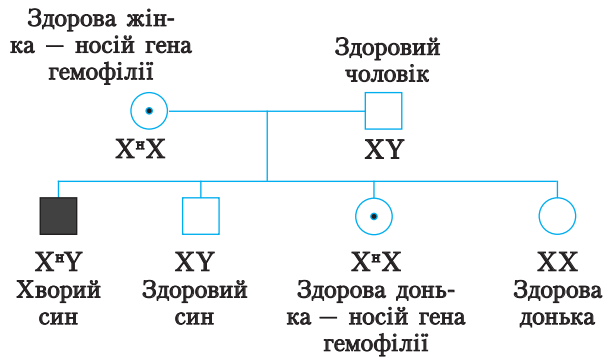 Здорова жін-
ка — носій гена
гемофілії
Здоровий
чоловік
XᴴX
XY
XᴴY
XY
XᴴX
XX
Хворий
син
Здоровий
син
Здорова донь-
ка — носій гена
гемофілії
Здорова
донька